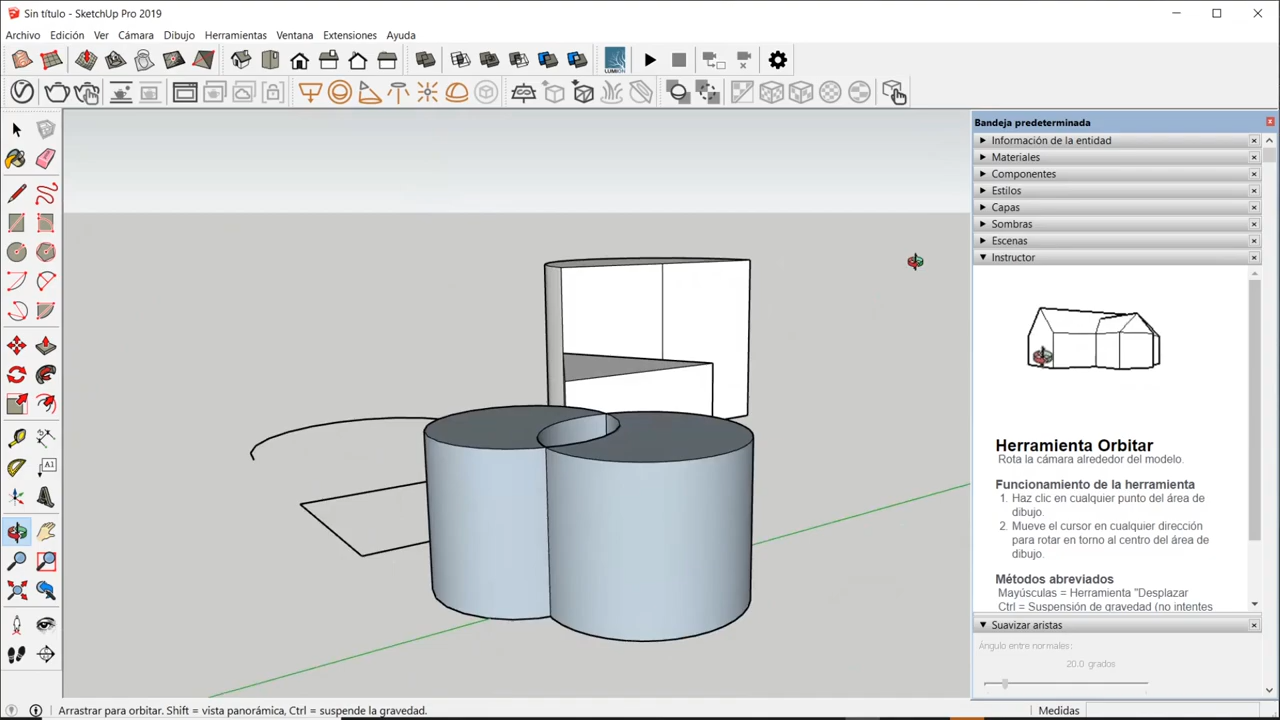 Sin título - SketchUp Pro 2019
Archivo Edición Ver Cámara Dibujo Herramientas Ventana Extensiones Ayuda
LUMION
Bandeja predeterminada
Información de la entidad
Materiales
Componentes
Estilos
Capas
Sombras
Escenas
Instructor
A1
Herramienta Orbitar
Rota la cámara alrededor del modelo.
Funcionamiento de la herramienta
1. Haz clic en cualquier punto del área de
dibujo.
2. Mueve el cursor en cualquier dirección
para rotar en torno al centro del área de
dibujo.
Métodos abreviados
Mayúsculas = Herramienta "Desplazar
Ctrl = Suspensión de gravedad (no intentes
Suavizar aristas
Ángulo entre normales:
20.0 grados
Arrastrar para orbitar. Shift = vista panorámica, Ctrl = suspende la gravedad.
Medidas